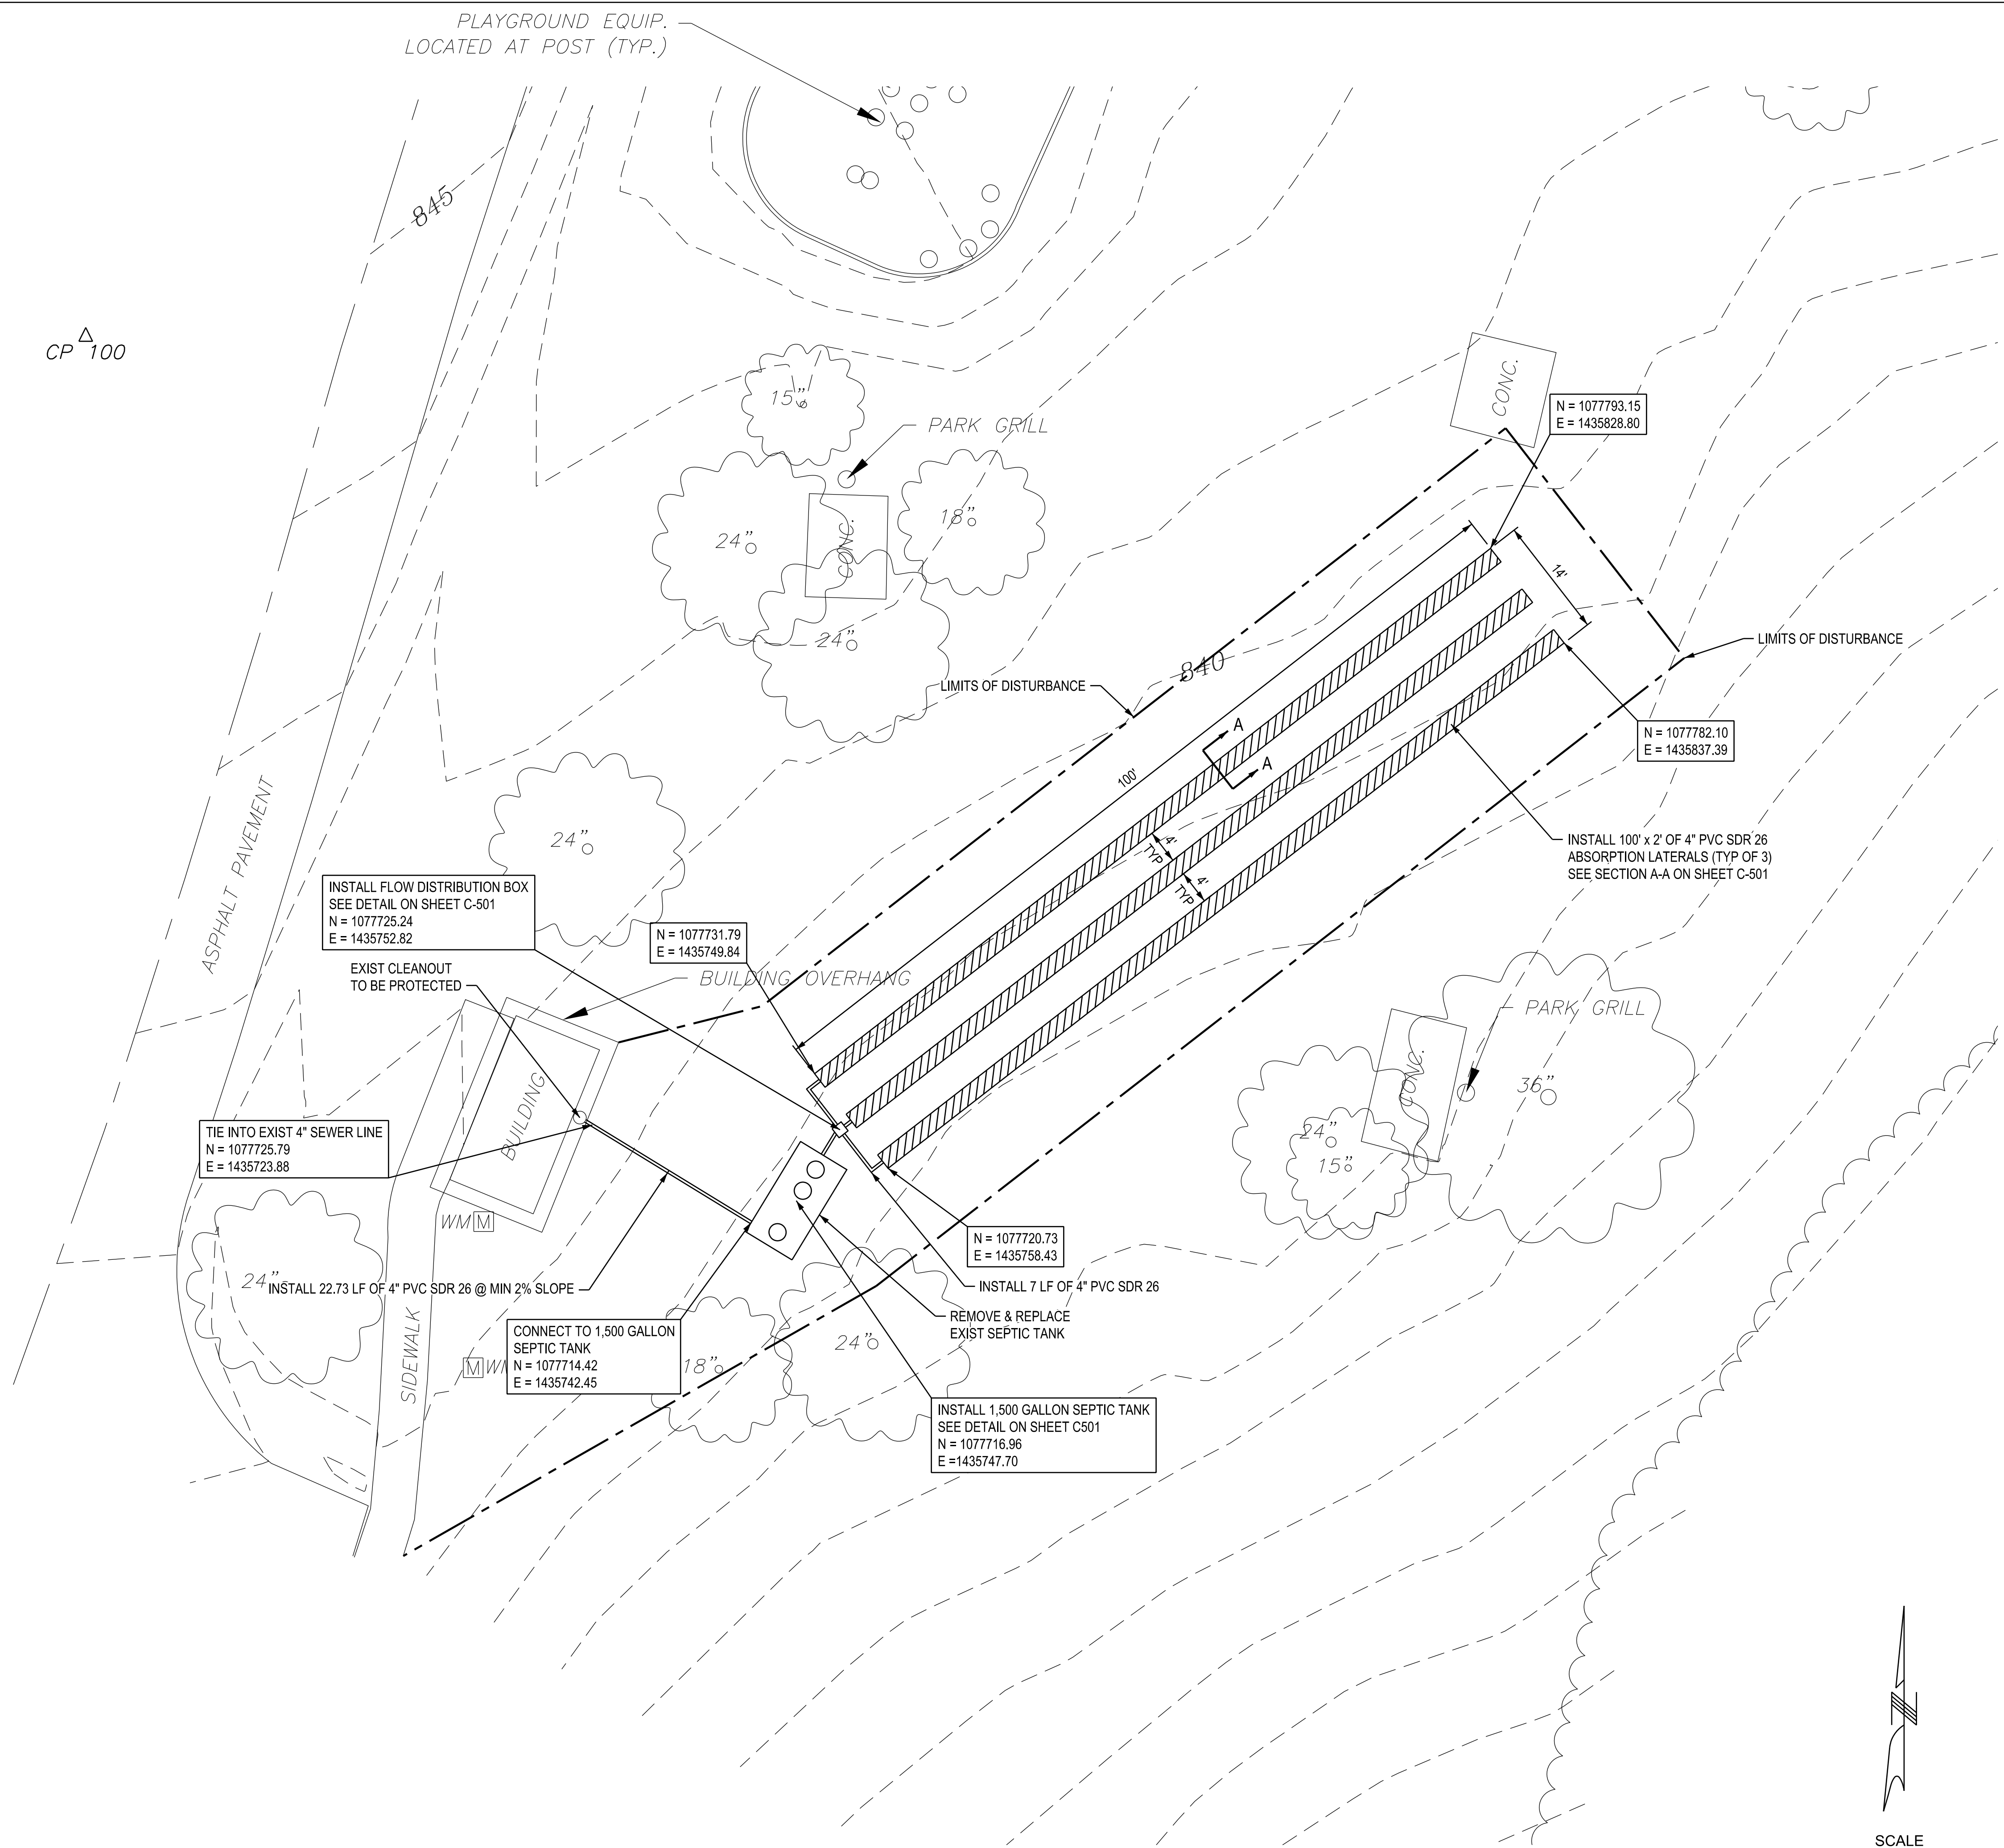 PLAYGROUND EQUIP.
LOCATED AT POST (TYP.)
845
CP 100
CONC.
N = 1077793.15
E = 1435828.80
15"
PARK GRILL
24"
CONC.
18"
24"
14'
LIMITS OF DISTURBANCE
840
LIMITS OF DISTURBANCE
A
A
N = 1077782.10
E = 1435837.39
100'
ASPHALT PAVEMENT
24"
4'
TYP
4'
TYP
INSTALL 100' x 2' OF 4" PVC SDR 26
ABSORPTION LATERALS (TYP OF 3)
SEE SECTION A-A ON SHEET C-501
INSTALL FLOW DISTRIBUTION BOX
SEE DETAIL ON SHEET C-501
N = 1077725.24
E = 1435752.82
N = 1077731.79
E = 1435749.84
EXIST CLEANOUT
TO BE PROTECTED
BUILDING OVERHANG
PARK GRILL
CONC.
36"
24"
15"
BUILDING
TIE INTO EXIST 4" SEWER LINE
N = 1077725.79
E = 1435723.88
WM M
N = 1077720.73
E = 1435758.43
24"
INSTALL 22.73 LF OF 4" PVC SDR 26 @ MIN 2% SLOPE
INSTALL 7 LF OF 4" PVC SDR 26
REMOVE & REPLACE
EXIST SEPTIC TANK
SIDEWALK
CONNECT TO 1,500 GALLON
SEPTIC TANK
N = 1077714.42
E = 1435742.45
M
18"
24"
INSTALL 1,500 GALLON SEPTIC TANK
SEE DETAIL ON SHEET C501
N = 1077716.96
E =1435747.70
N
SCALE